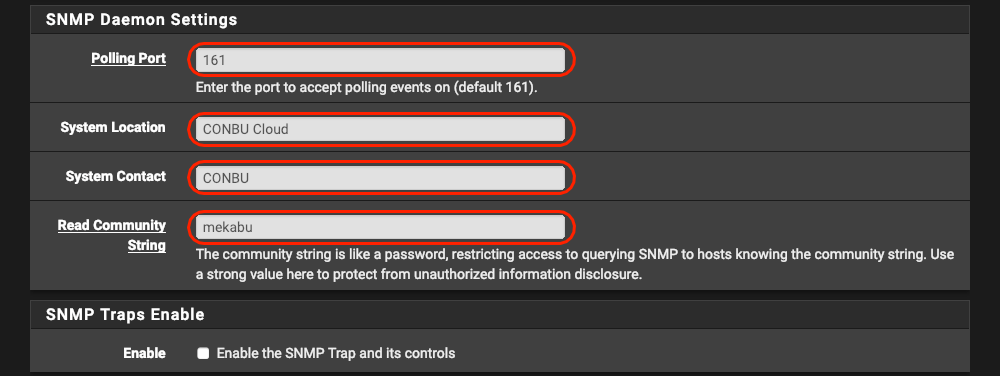 SNMP Daemon Settings
Polling Port
161
Enter the port to accept polling events on (default 161).
System Location
CONBU Cloud
System Contact
CONBU
Read Community
String
mekabu
The community string is like a password, restricting access to querying SNMP to hosts knowing the community string. Use
a strong value here to protect from unauthorized information disclosure.
SNMP Traps Enable
Enable
Enable the SNMP Trap and its controls